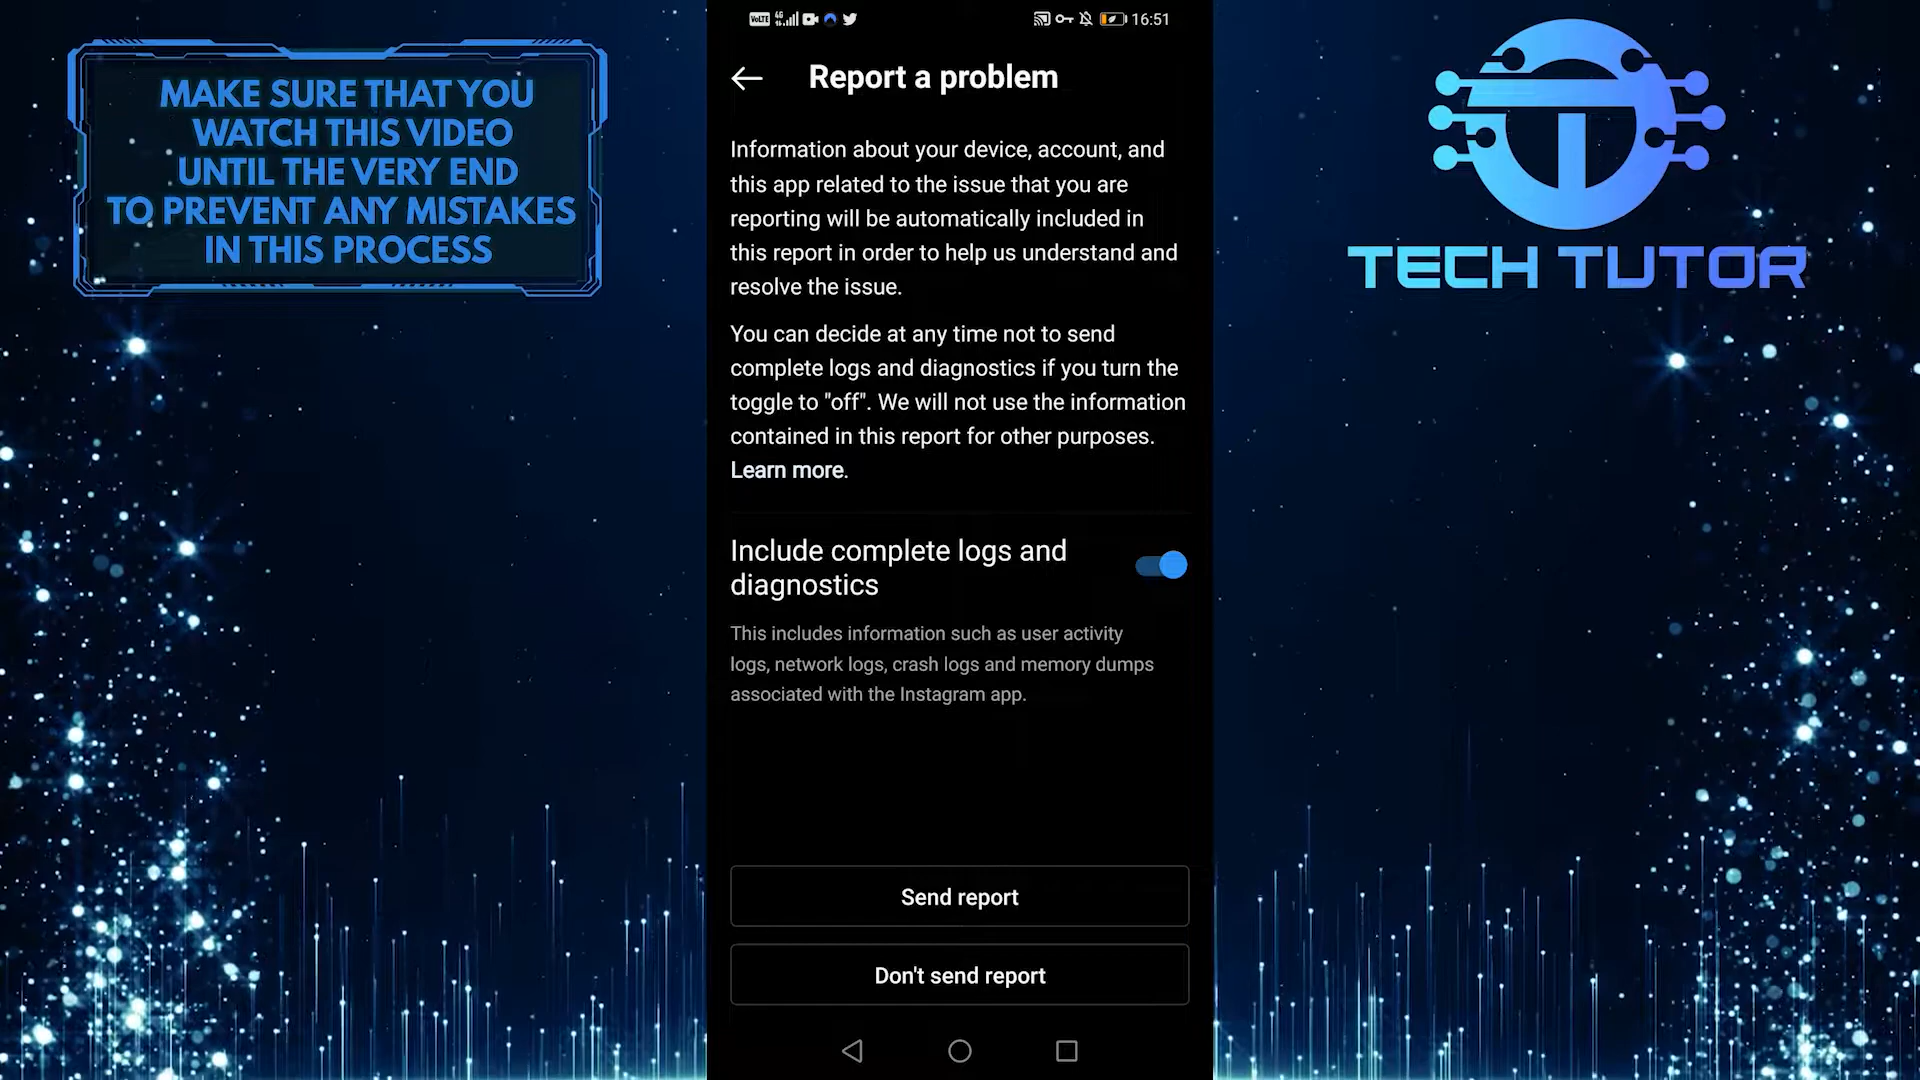 MAKE SURE THAT YOU
WATCH THIS VIDEO
UNTIL THE VERY END
TO PREVENT ANY MISTAKES
IN THIS PROCESS
VoLTE 4G 16:51
Report a problem
Information about your device, account, and
this app related to the issue that you are
reporting will be automatically included in
this report in order to help us understand and
resolve the issue.
You can decide at any time not to send
complete logs and diagnostics if you turn the
toggle to "off". We will not use the information
contained in this report for other purposes.
Learn more.
Include complete logs and
diagnostics
This includes information such as user activity
logs, network logs, crash logs and memory dumps
associated with the Instagram app.
Send report
Don't send report
TECH TUTOR